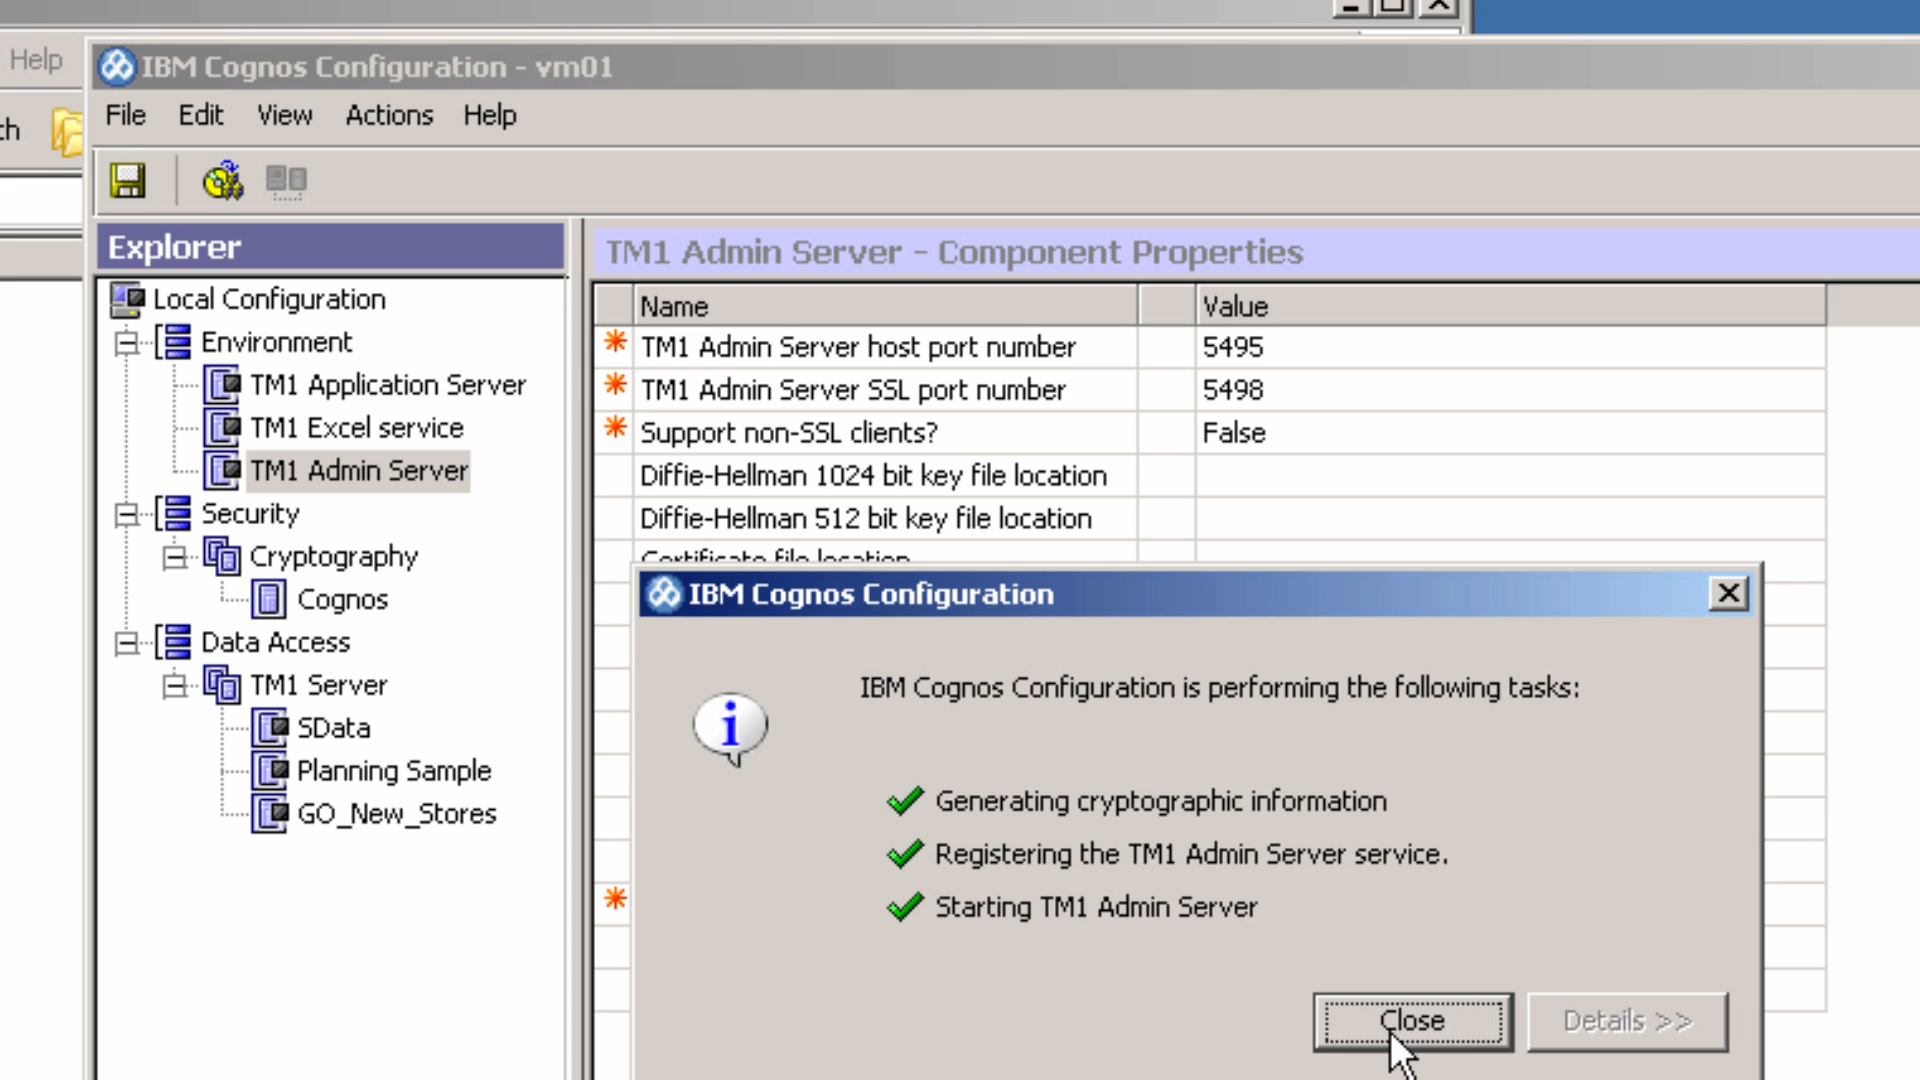 Help
IBM Cognos Configuration - vm01
File Edit View Actions Help
Explorer
TM1 Admin Server - Component Properties
Local Configuration
Environment
TM1 Application Server
TM1 Excel service
TM1 Admin Server
Security
Cryptography
Cognos
Data Access
TM1 Server
SData
Planning Sample
GO_New_Stores
Name Value
TM1 Admin Server host port number 5495
TM1 Admin Server SSL port number 5498
Support non-SSL clients? False
Diffie-Hellman 1024 bit key file location
Diffie-Hellman 512 bit key file location
Certificate file location
IBM Cognos Configuration
IBM Cognos Configuration is performing the following tasks:
Generating cryptographic information
Registering the TM1 Admin Server service.
Starting TM1 Admin Server
Close Details >>